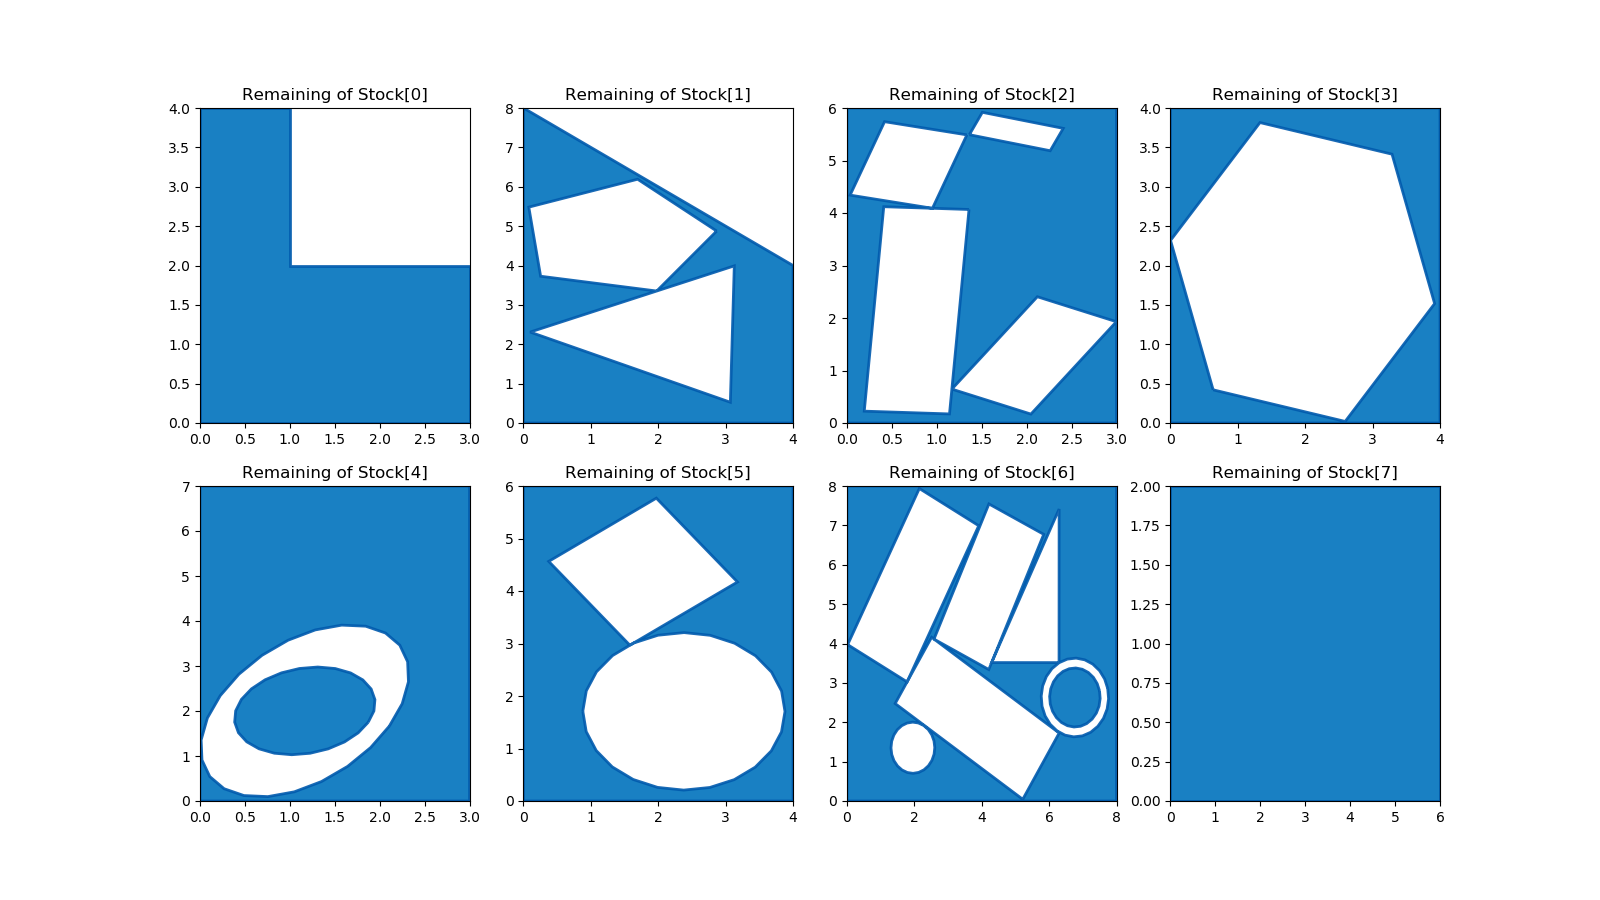 Remaining of Stock[0] Remaining of Stock[1] Remaining of Stock[2] Remaining of Stock[3]
4.0 8 6 4.0
3.5 7 5 3.5
3.0 6 4 3.0
2.5 5 3 2.5
2.0 4 2 2.0
1.5 3 1 1.5
1.0 2 0 1.0
0.5 1 0.5
0.0 0 0.0
0.0 0.5 1.0 1.5 2.0 2.5 3.0 0 1 2 3 4 0.0 0.5 1.0 1.5 2.0 2.5 3.0 0 1 2 3 4
Remaining of Stock[4] Remaining of Stock[5] Remaining of Stock[6] Remaining of Stock[7]
7 6 8 2.00
6 5 7 1.75
5 4 6 1.50
4 3 5 1.25
3 2 4 1.00
2 1 3 0.75
1 0 2 0.50
0 1 0.25
0 0.00
0.0 0.5 1.0 1.5 2.0 2.5 3.0 0 1 2 3 4 0 2 4 6 8 0 1 2 3 4 5 6